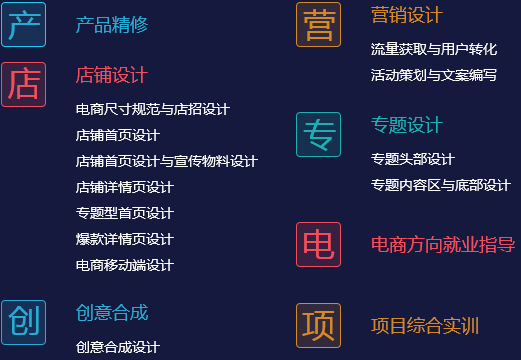 产
产品精修
店
店铺设计
电商尺寸规范与店招设计
店铺首页设计
店铺首页设计与宣传物料设计
店铺详情页设计
专题型首页设计
爆款详情页设计
电商移动端设计
创
创意合成
创意合成设计
营
营销设计
流量获取与用户转化
活动策划与文案编写
专
专题设计
专题头部设计
专题内容区与底部设计
电
电商方向就业指导
项
项目综合实训